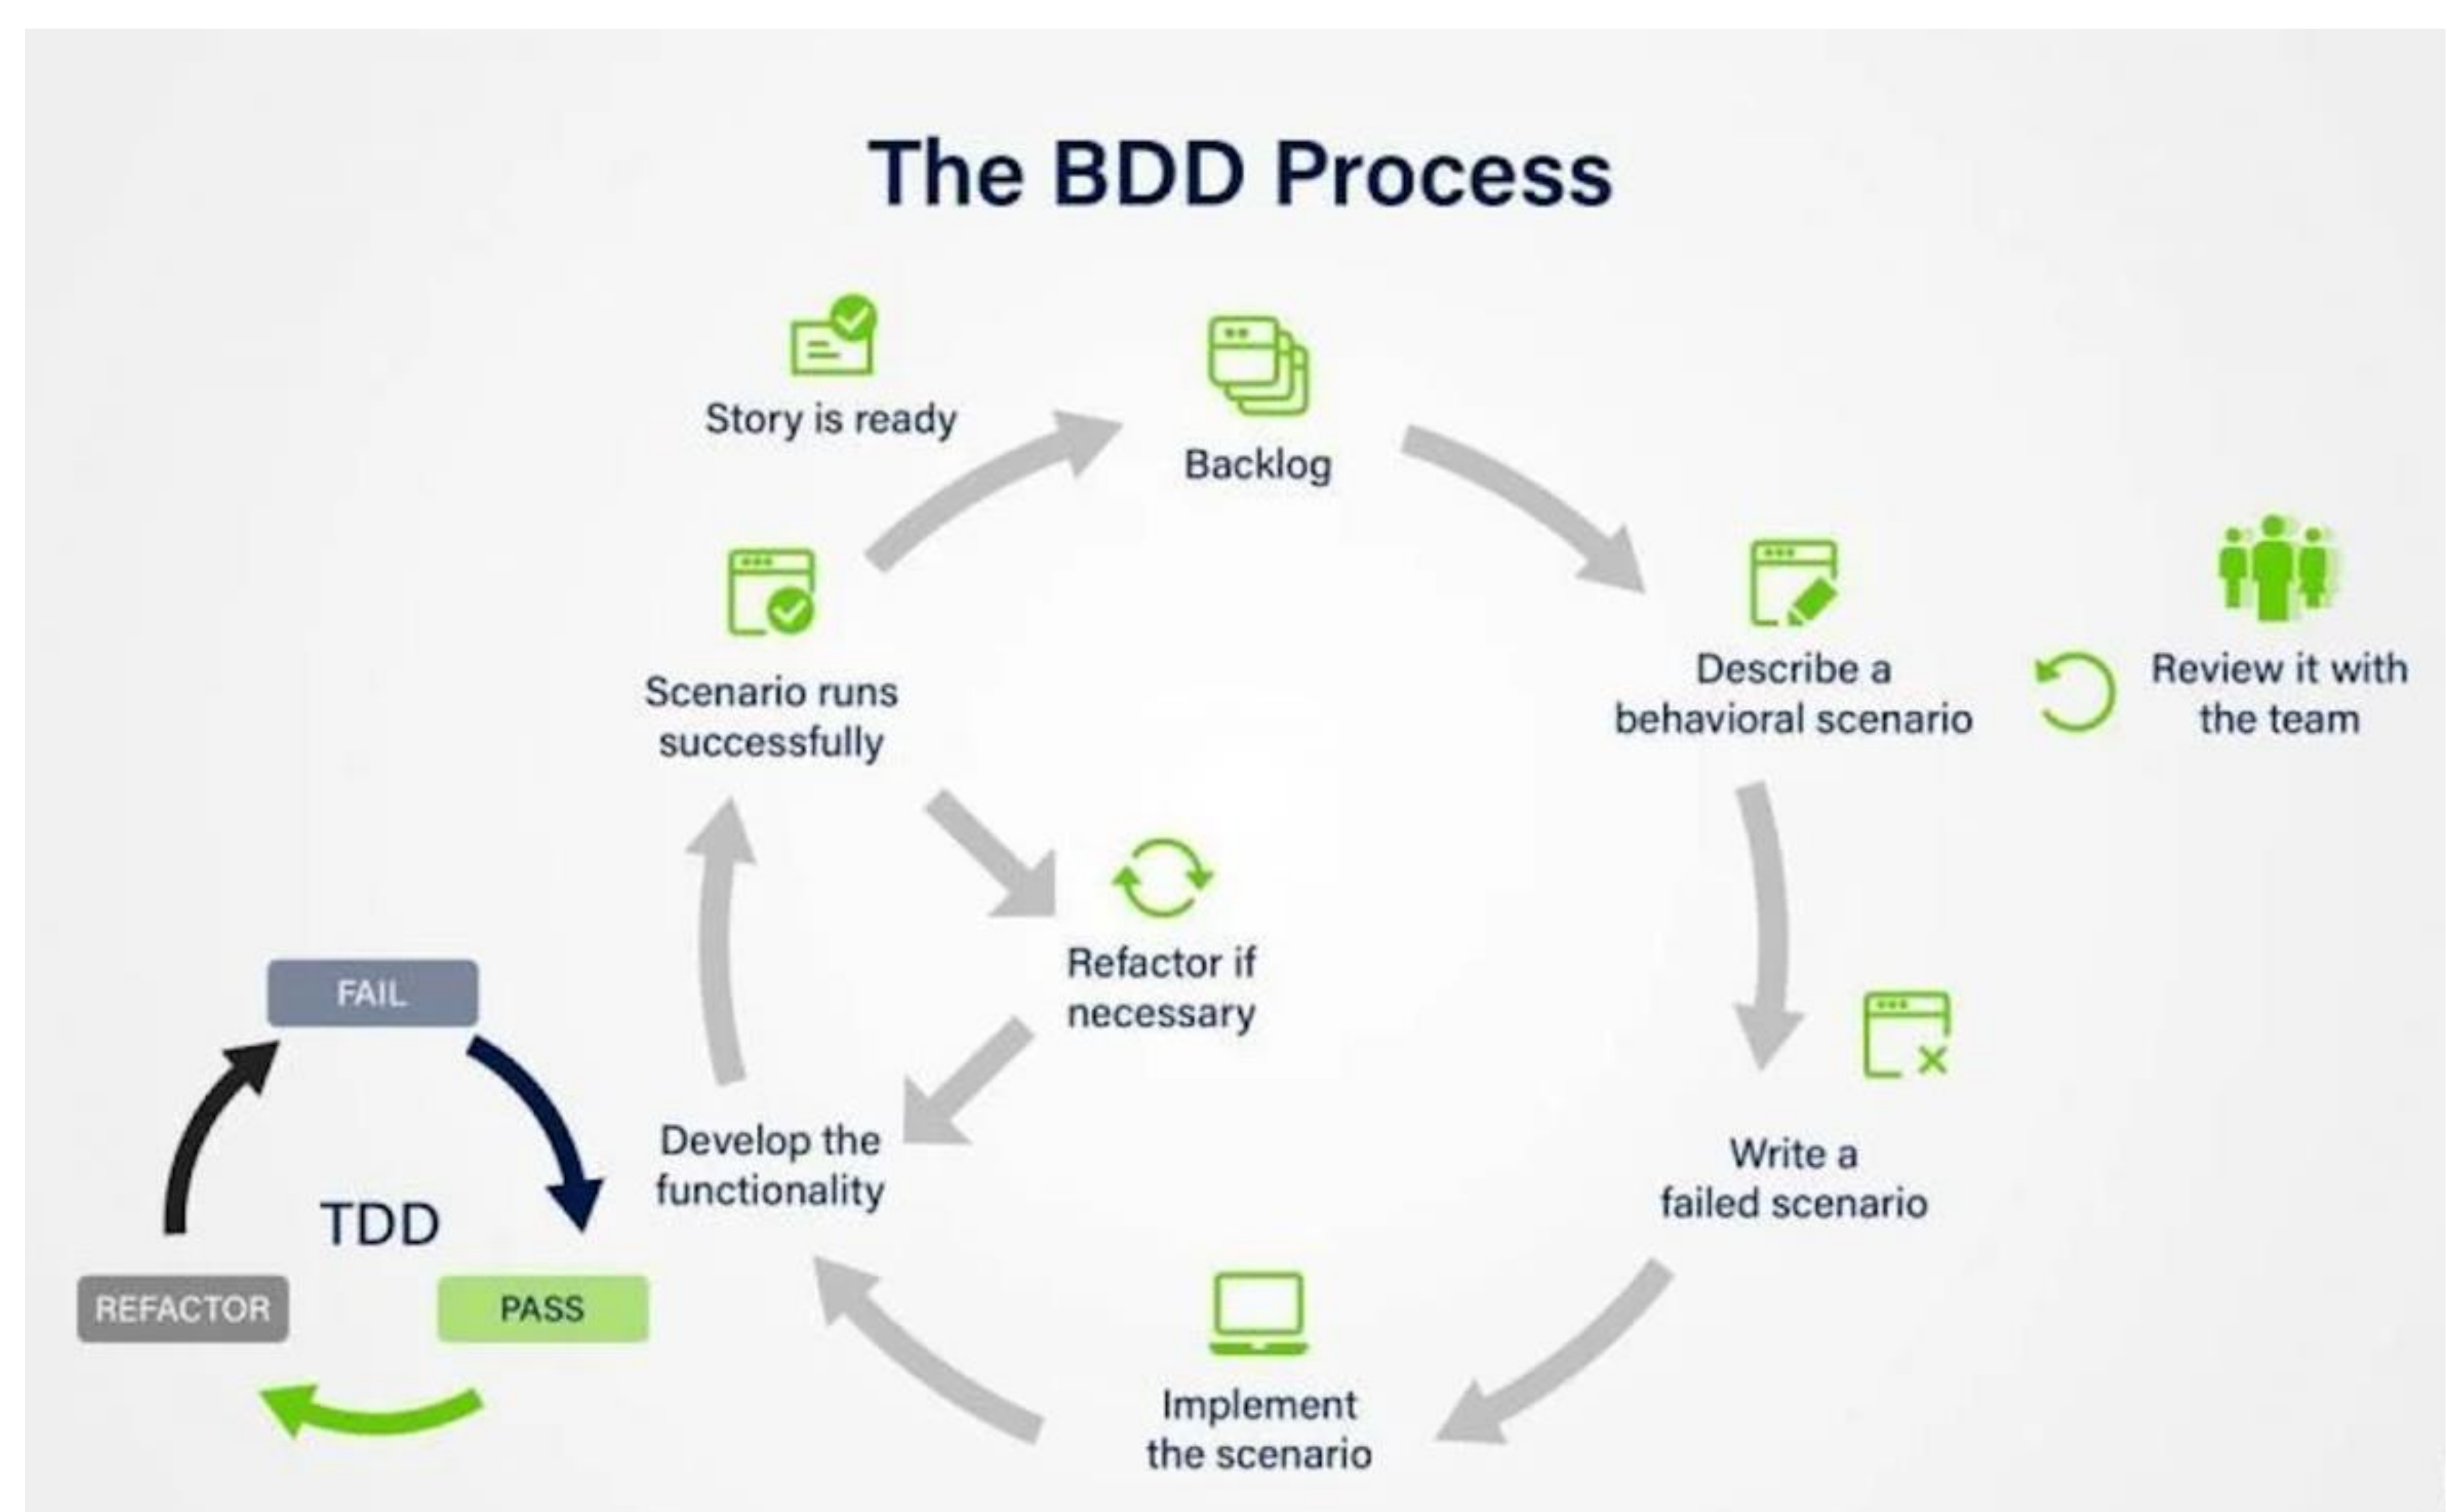 The BDD Process
Story is ready
Backlog
Scenario runs
successfully
Describe a
behavioral scenario
Review it with
the team
Refactor if
necessary
FAIL
Develop the
functionality
TDD
REFACTOR
PASS
Write a
failed scenario
Implement
the scenario